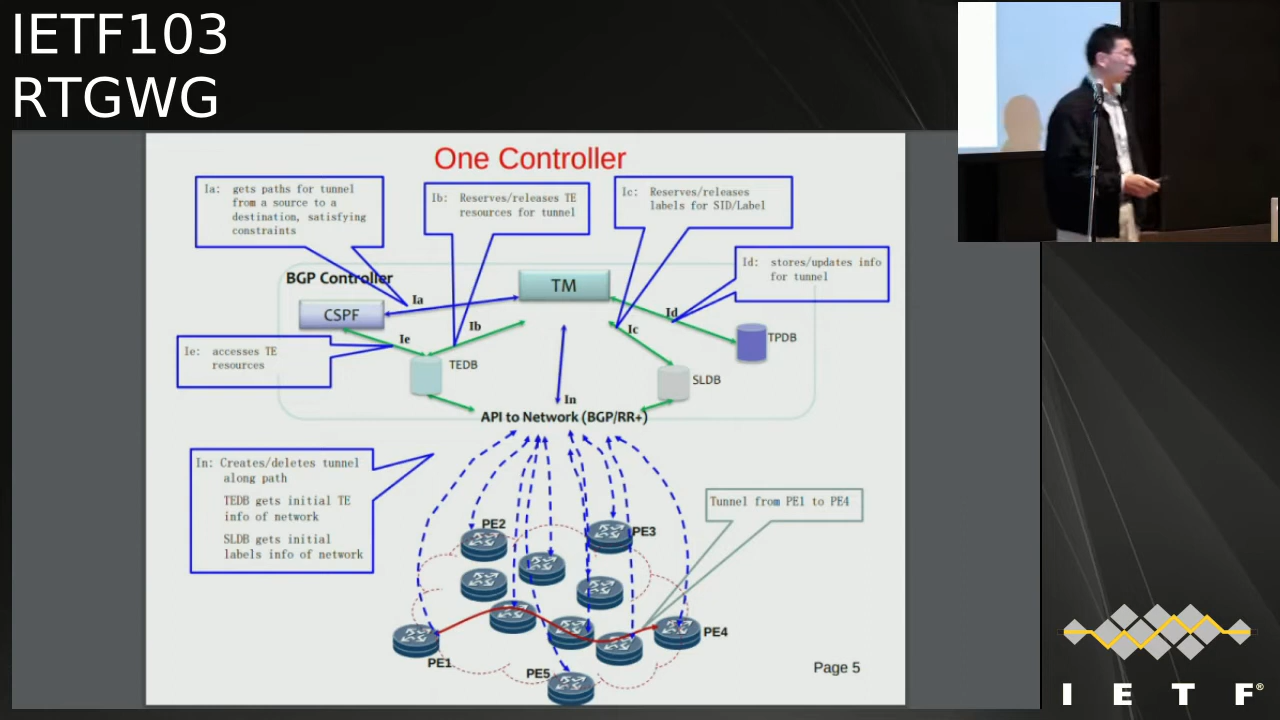 IETF103
RTGWG
One Controller
Ia: gets paths for tunnel
from a source to a
destination, satisfying
constraints
Ib: Reserves/releases TE
resources for tunnel
Ic: Reserves/releases
labels for SID/Label
Id: stores/updates info
for tunnel
BGP Controller
TM
CSPF
Ia
Ib
Ic
Id
Ie
TPDB
Ie: accesses TE
resources
TEDB
SLDB
In
API to Network (BGP/RR+)
In: Creates/deletes tunnel
along path
TEDB gets initial TE
info of network
SLDB gets initial
labels info of network
Tunnel from PE1 to PE4
PE2
PE3
PE4
PE1
PE5
Page 5
I E T F®